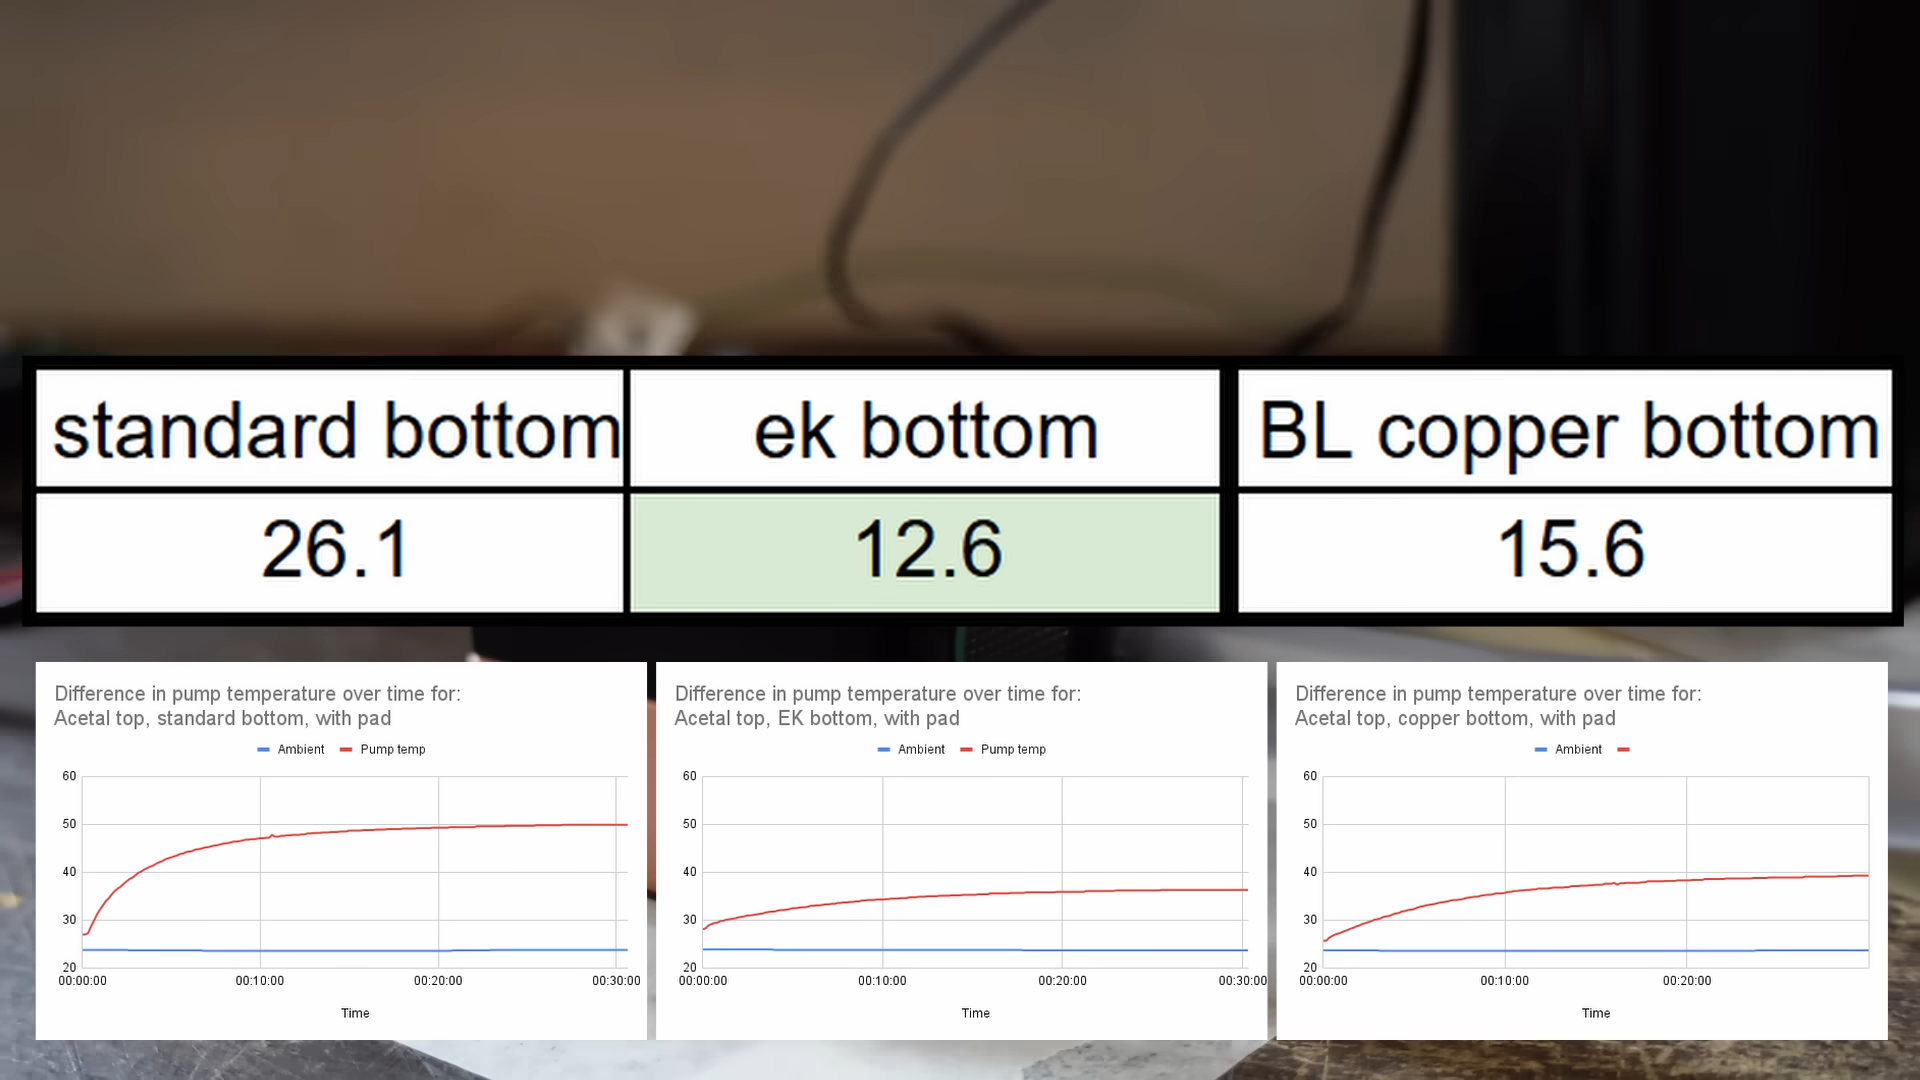 standard bottom
ek bottom
BL copper bottom
26.1
12.6
15.6
Difference in pump temperature over time for:
Acetal top, standard bottom, with pad
Ambient
Pump temp
60
50
40
30
20
00:00:00
00:10:00
00:20:00
00:30:00
Time
Difference in pump temperature over time for:
Acetal top, EK bottom, with pad
Ambient
Pump temp
60
50
40
30
20
00:00:00
00:10:00
00:20:00
00:30:00
Time
Difference in pump temperature over time for:
Acetal top, copper bottom, with pad
Ambient
60
50
40
30
20
00:00:00
00:10:00
00:20:00
Time